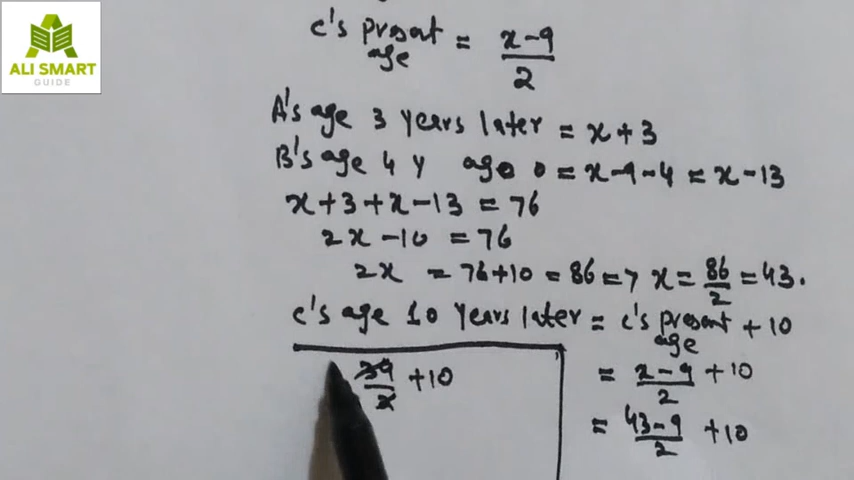 ALI SMART
GUIDE
c's present age = x-9/2
A's age 3 years later = x+3
B's age 4 y ago = x-9-4 = x-13
x+3+x-13 = 76
2x-10 = 76
2x = 76+10 = 86 => x = 86/2 = 43.
c's age 10 years later = c's present age + 10
= x-9/2 + 10
= 43-9/2 + 10
+10